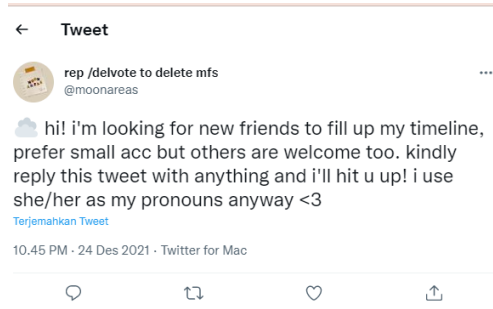 Tweet
rep /delvote to delete mfs
@moonareas
hi! i'm looking for new friends to fill up my timeline,
prefer small acc but others are welcome too. kindly
reply this tweet with anything and i'll hit u up! i use
she/her as my pronouns anyway <3
Terjemahkan Tweet
10.45 PM · 24 Des 2021 · Twitter for Mac